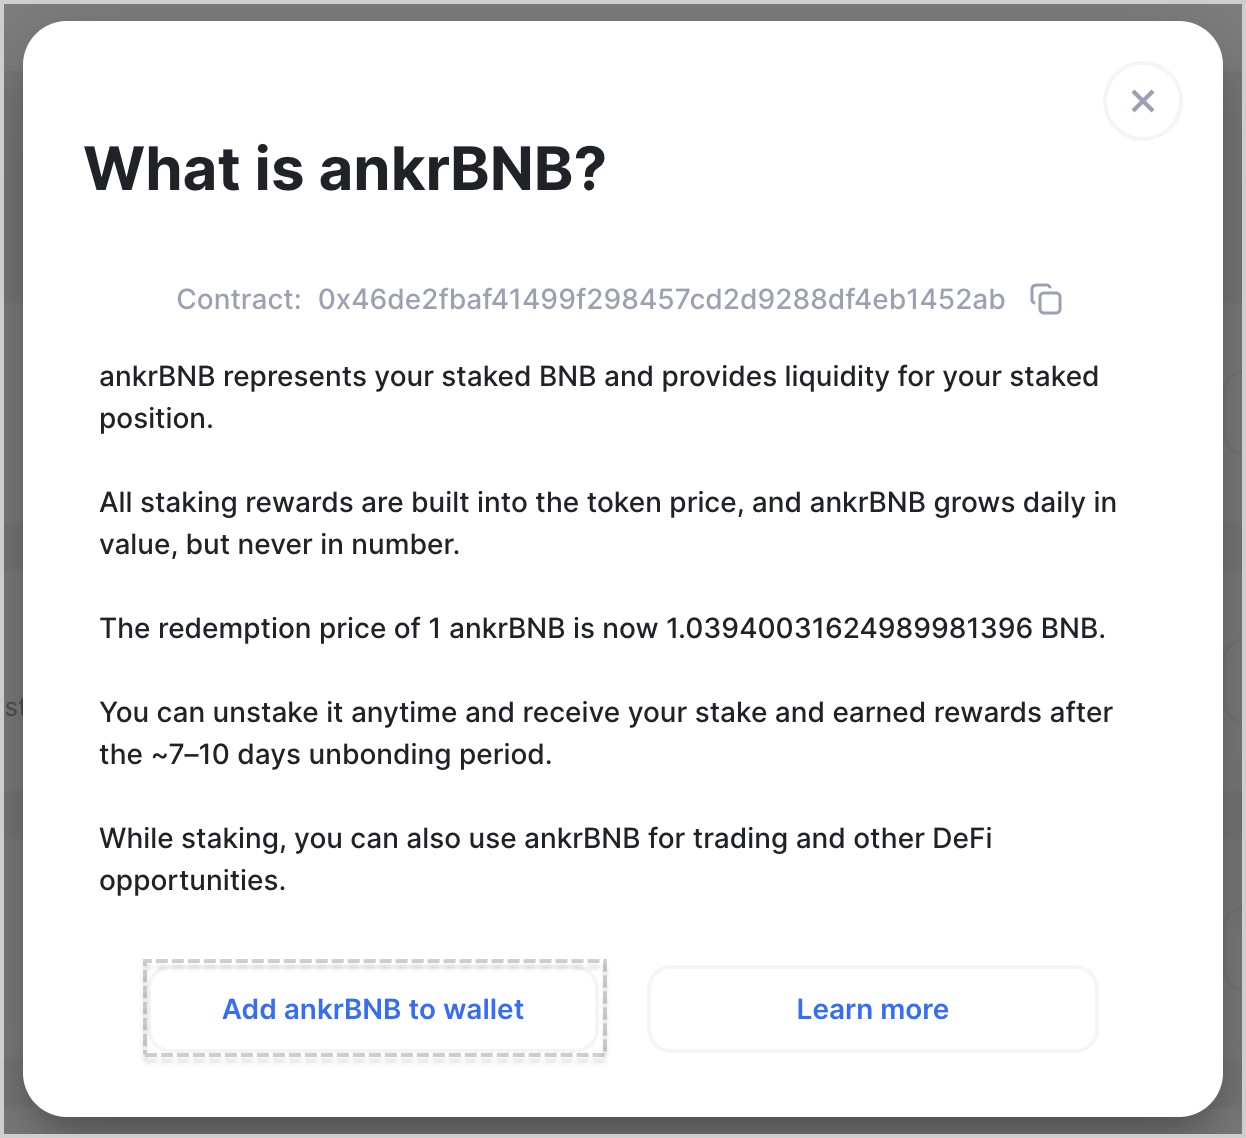 What is ankrBNB?
Contract: 0x46de2fbaf41499f298457cd2d9288df4eb1452ab
ankrBNB represents your staked BNB and provides liquidity for your staked
position.
All staking rewards are built into the token price, and ankrBNB grows daily in
value, but never in number.
The redemption price of 1 ankrBNB is now 1.03940031624989981396 BNB.
You can unstake it anytime and receive your stake and earned rewards after
the ~7–10 days unbonding period.
While staking, you can also use ankrBNB for trading and other DeFi
opportunities.
Add ankrBNB to wallet
Learn more